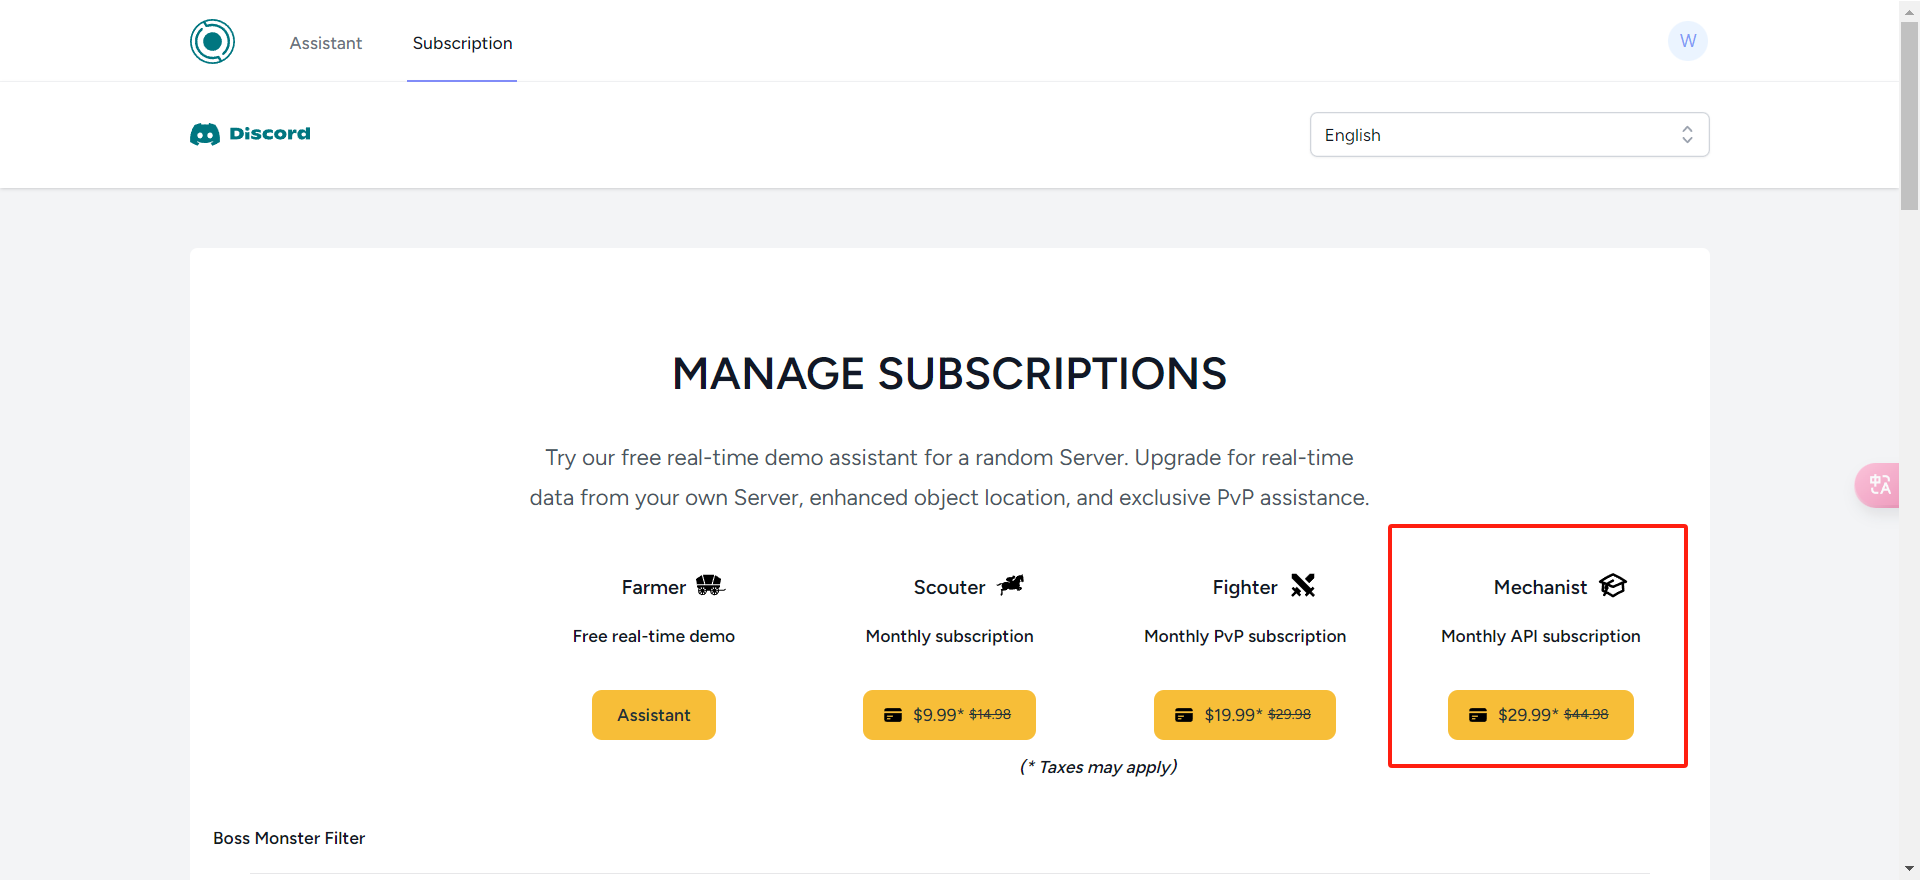 Assistant
Subscription
W
Discord
English
MANAGE SUBSCRIPTIONS
Try our free real-time demo assistant for a random Server. Upgrade for real-time
data from your own Server, enhanced object location, and exclusive PvP assistance.
中A
Farmer
Scouter
Fighter
Mechanist
Free real-time demo
Monthly subscription
Monthly PvP subscription
Monthly API subscription
Assistant
$9.99* $14.98
$19.99* $29.98
$29.99* $44.98
(* Taxes may apply)
Boss Monster Filter